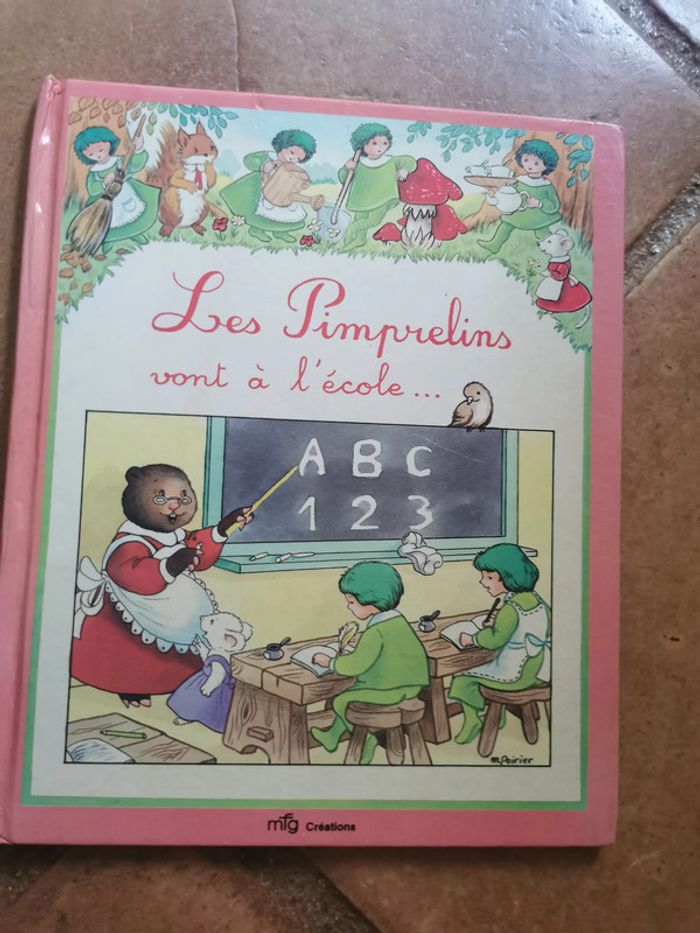 Les Pimprelins
vont à l'école...
A B C
1 2 3
m. Poirier
mfg Créations